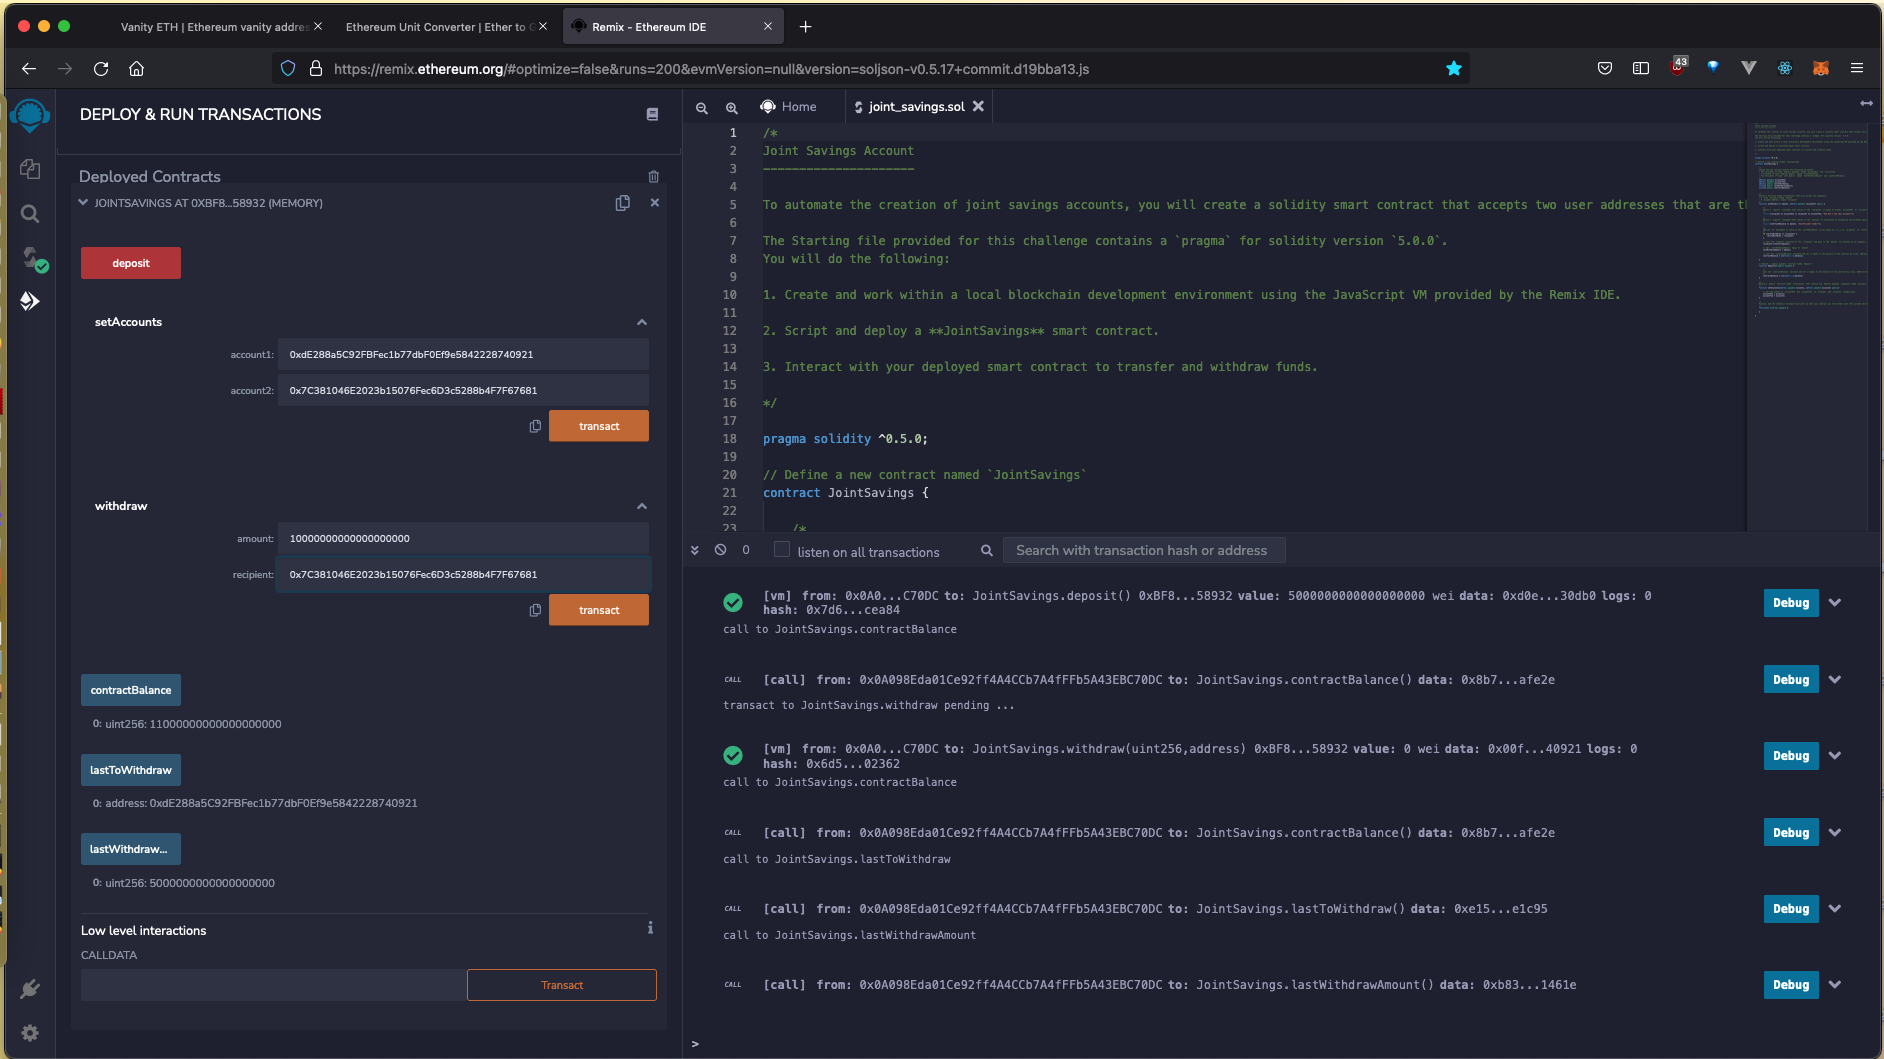 Vanity ETH | Ethereum vanity addres
Ethereum Unit Converter | Ether to G
Remix - Ethereum IDE
https://remix.ethereum.org/#optimize=false&runs=200&evmVersion=null&version=soljson-v0.5.17+commit.d19bba13.js
43
DEPLOY & RUN TRANSACTIONS
Deployed Contracts
JOINTSAVINGS AT 0XBF8...58932 (MEMORY)
deposit
setAccounts
account1: 0xdE288a5C92FBFec1b77dbF0Ef9e5842228740921
account2: 0x7C381046E2023b15076Fec6D3c5288b4F7F67681
transact
withdraw
amount: 10000000000000000000
recipient: 0x7C381046E2023b15076Fec6D3c5288b4F7F67681
transact
contractBalance
0: uint256: 11000000000000000000
lastToWithdraw
0: address: 0xdE288a5C92FBFec1b77dbF0Ef9e5842228740921
lastWithdraw...
0: uint256: 5000000000000000000
Low level interactions
i
CALLDATA
Transact
Home
joint_savings.sol
1 /*
2 Joint Savings Account
3 ---------------------
4
5 To automate the creation of joint savings accounts, you will create a solidity smart contract that accepts two user addresses that are th
6
7 The Starting file provided for this challenge contains a `pragma` for solidity version `5.0.0`.
8 You will do the following:
9
10 1. Create and work within a local blockchain development environment using the JavaScript VM provided by the Remix IDE.
11
12 2. Script and deploy a **JointSavings** smart contract.
13
14 3. Interact with your deployed smart contract to transfer and withdraw funds.
15
16 */
17
18 pragma solidity ^0.5.0;
19
20 // Define a new contract named `JointSavings`
21 contract JointSavings {
22
23 /*
0
listen on all transactions
Search with transaction hash or address
[vm] from: 0x0A0...C70DC to: JointSavings.deposit() 0xBF8...58932 value: 5000000000000000000 wei data: 0xd0e...30db0 logs: 0
hash: 0x7d6...cea84
Debug
call to JointSavings.contractBalance
CALL [call] from: 0x0A098Eda01Ce92ff4A4CCb7A4fFFb5A43EBC70DC to: JointSavings.contractBalance() data: 0x8b7...afe2e
Debug
transact to JointSavings.withdraw pending ...
[vm] from: 0x0A0...C70DC to: JointSavings.withdraw(uint256,address) 0xBF8...58932 value: 0 wei data: 0x00f...40921 logs: 0
hash: 0x6d5...02362
Debug
call to JointSavings.contractBalance
CALL [call] from: 0x0A098Eda01Ce92ff4A4CCb7A4fFFb5A43EBC70DC to: JointSavings.contractBalance() data: 0x8b7...afe2e
Debug
call to JointSavings.lastToWithdraw
CALL [call] from: 0x0A098Eda01Ce92ff4A4CCb7A4fFFb5A43EBC70DC to: JointSavings.lastToWithdraw() data: 0xe15...e1c95
Debug
call to JointSavings.lastWithdrawAmount
CALL [call] from: 0x0A098Eda01Ce92ff4A4CCb7A4fFFb5A43EBC70DC to: JointSavings.lastWithdrawAmount() data: 0xb83...1461e
Debug
>